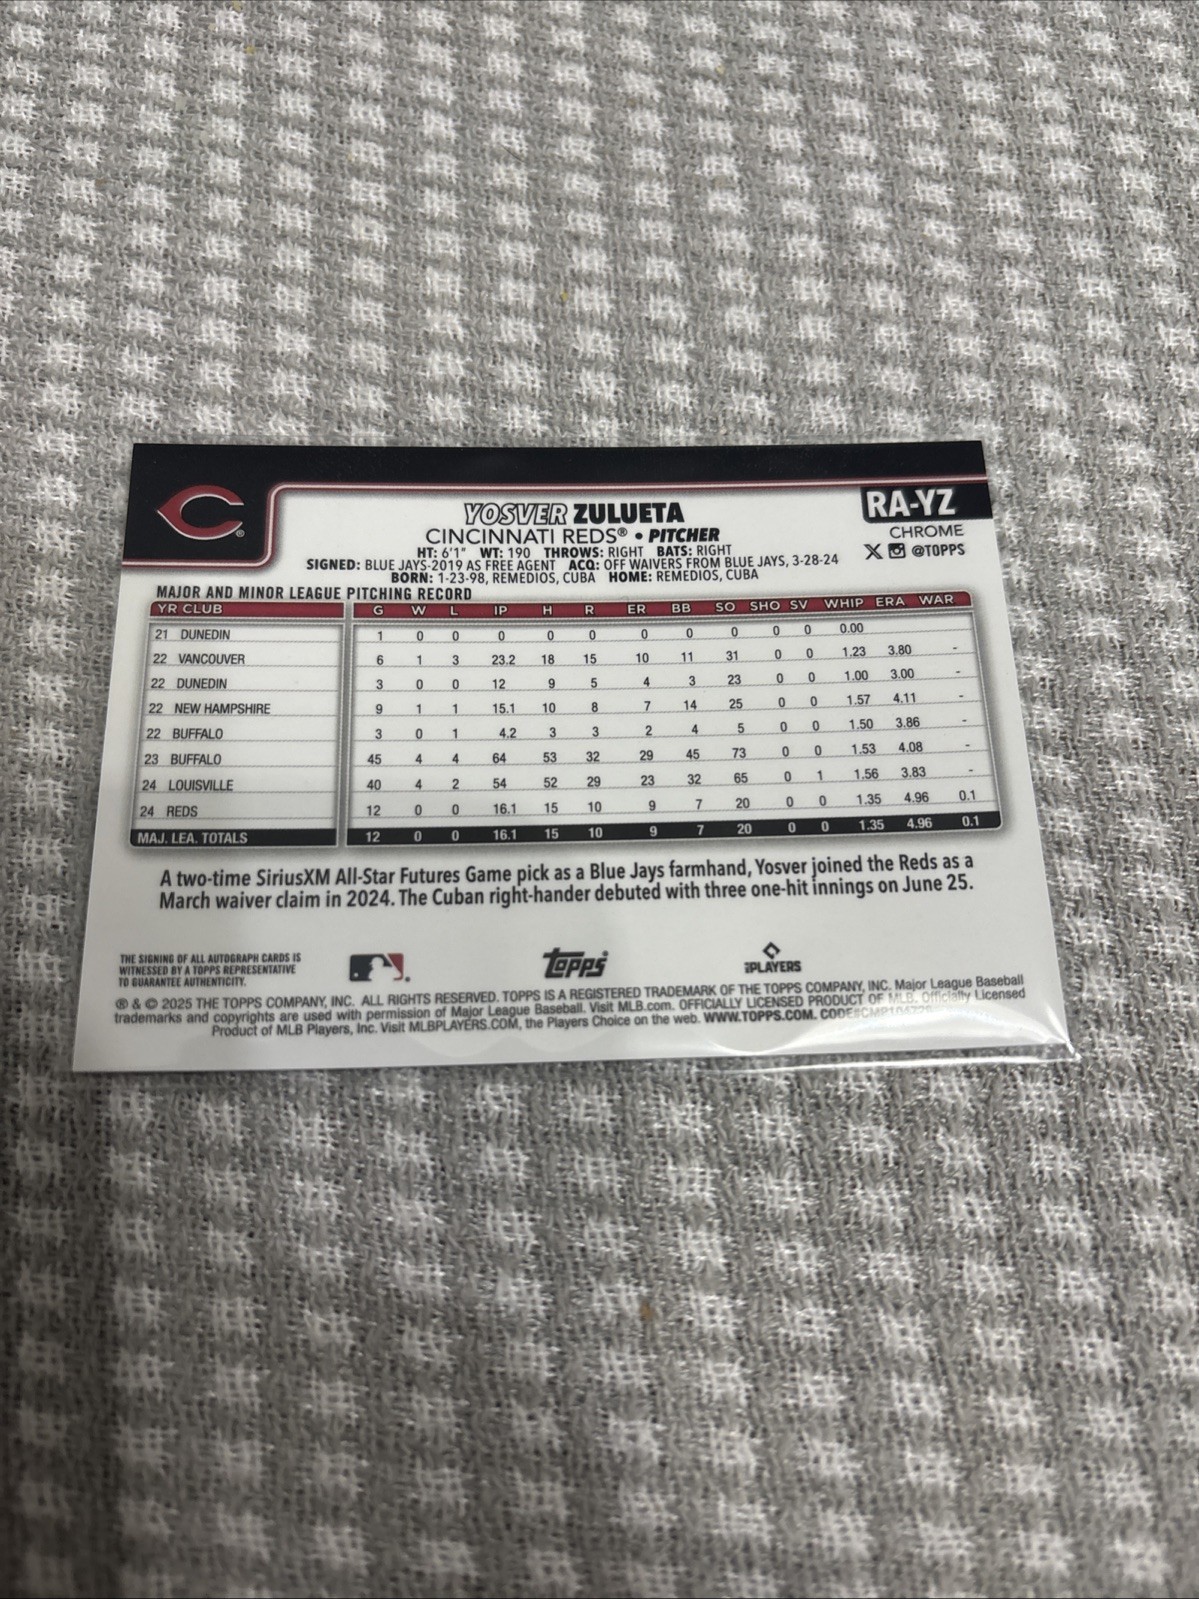 RA-YZ
YOSVER ZULUETA
CHROME
CINCINNATI REDS® • PITCHER
@TOPPS
HT: 6'1" WT: 190 THROWS: RIGHT BATS: RIGHT
SIGNED: BLUE JAYS-2019 AS FREE AGENT ACQ: OFF WAIVERS FROM BLUE JAYS, 3-28-24
BORN: 1-23-98, REMEDIOS, CUBA HOME: REMEDIOS, CUBA
MAJOR AND MINOR LEAGUE PITCHING RECORD
YR CLUB G W L IP H R ER BB SO SHO SV WHIP ERA WAR
21 DUNEDIN 1 0 0 0 0 0 0 0 0 0 0 0.00
22 VANCOUVER 6 1 3 23.2 18 15 10 11 31 0 0 1.23 3.80 -
22 DUNEDIN 3 0 0 12 9 5 4 3 23 0 0 1.00 3.00 -
22 NEW HAMPSHIRE 9 1 1 15.1 10 8 7 14 25 0 0 1.57 4.11 -
22 BUFFALO 3 0 1 4.2 3 3 2 4 5 0 0 1.50 3.86 -
23 BUFFALO 45 4 4 64 53 32 29 45 73 0 0 1.53 4.08 -
24 LOUISVILLE 40 4 2 54 52 29 23 32 65 0 1 1.56 3.83 -
24 REDS 12 0 0 16.1 15 10 9 7 20 0 0 1.35 4.96 0.1
MAJ. LEA. TOTALS 12 0 0 16.1 15 10 9 7 20 0 0 1.35 4.96 0.1
A two-time SiriusXM All-Star Futures Game pick as a Blue Jays farmhand, Yosver joined the Reds as a
March waiver claim in 2024. The Cuban right-hander debuted with three one-hit innings on June 25.
THE SIGNING OF ALL AUTOGRAPH CARDS IS
WITNESSED BY A TOPPS REPRESENTATIVE
TO GUARANTEE AUTHENTICITY.
Topps
PLAYERS
® & © 2025 THE TOPPS COMPANY, INC. ALL RIGHTS RESERVED. TOPPS IS A REGISTERED TRADEMARK OF THE TOPPS COMPANY, INC. Major League Baseball
trademarks and copyrights are used with permission of Major League Baseball. Visit MLB.com. OFFICIALLY LICENSED PRODUCT OF MLB. Officially Licensed
Product of MLB Players, Inc. Visit MLBPLAYERS.COM, the Players Choice on the web. WWW.TOPPS.COM.